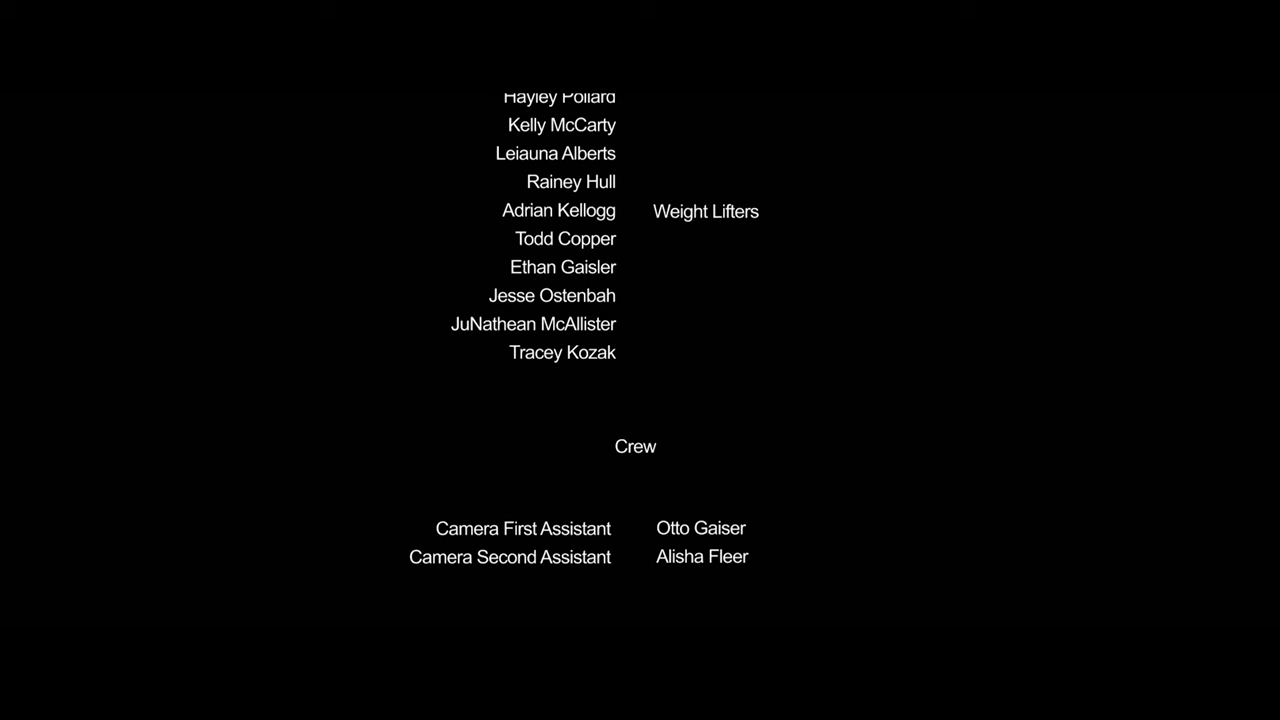 Hayley Pollard
Kelly McCarty
Leiauna Alberts
Rainey Hull
Adrian Kellogg Weight Lifters
Todd Copper
Ethan Gaisler
Jesse Ostenbah
JuNathean McAllister
Tracey Kozak
Crew
Camera First Assistant Otto Gaiser
Camera Second Assistant Alisha Fleer